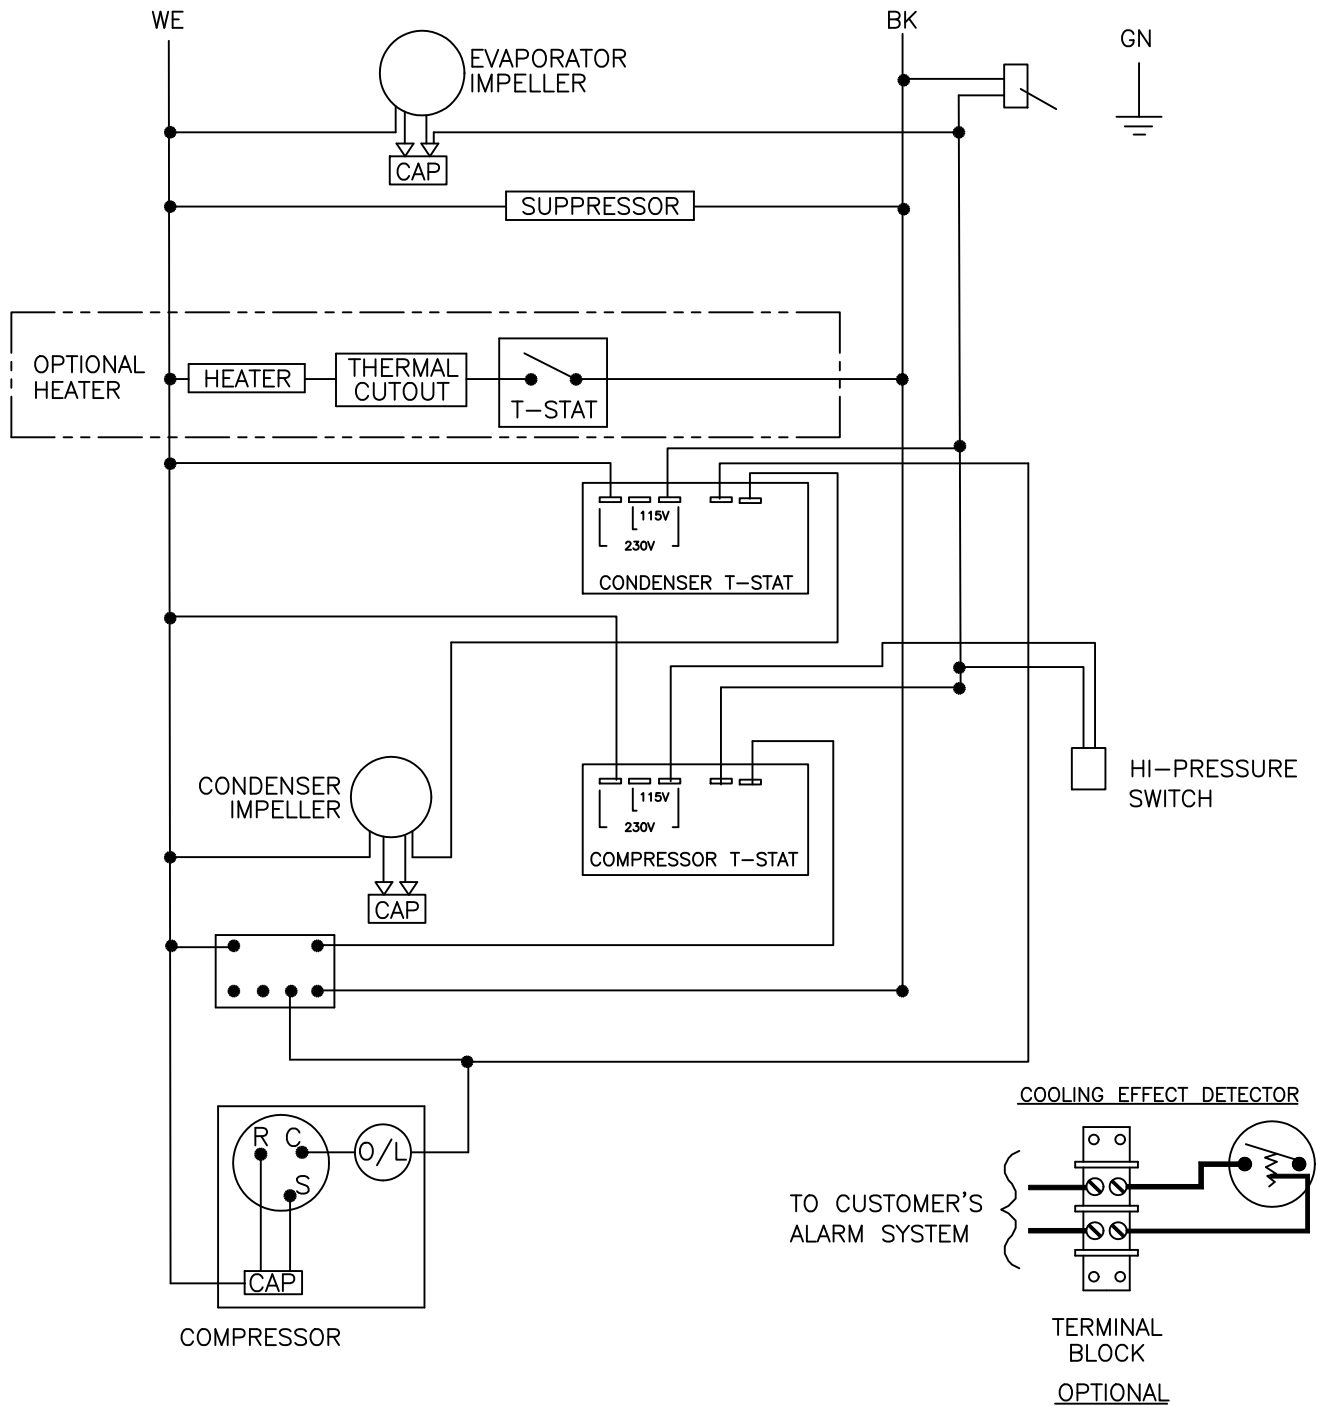 WE
BK
GN
EVAPORATOR
IMPELLER
CAP
SUPPRESSOR
OPTIONAL
HEATER
HEATER
THERMAL
CUTOUT
T-STAT
115V
230V
CONDENSER T-STAT
CONDENSER
IMPELLER
CAP
115V
230V
COMPRESSOR T-STAT
HI-PRESSURE
SWITCH
R C
S
O/L
CAP
COMPRESSOR
COOLING EFFECT DETECTOR
TO CUSTOMER'S
ALARM SYSTEM
TERMINAL
BLOCK
OPTIONAL